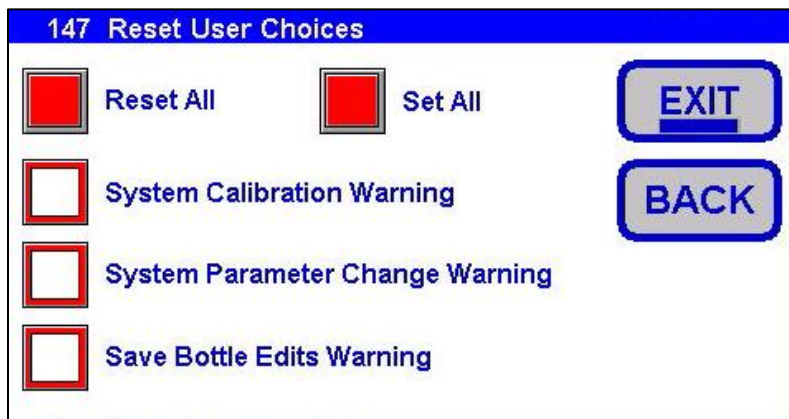 147 Reset User Choices
Reset All
Set All
EXIT
System Calibration Warning
BACK
System Parameter Change Warning
Save Bottle Edits Warning